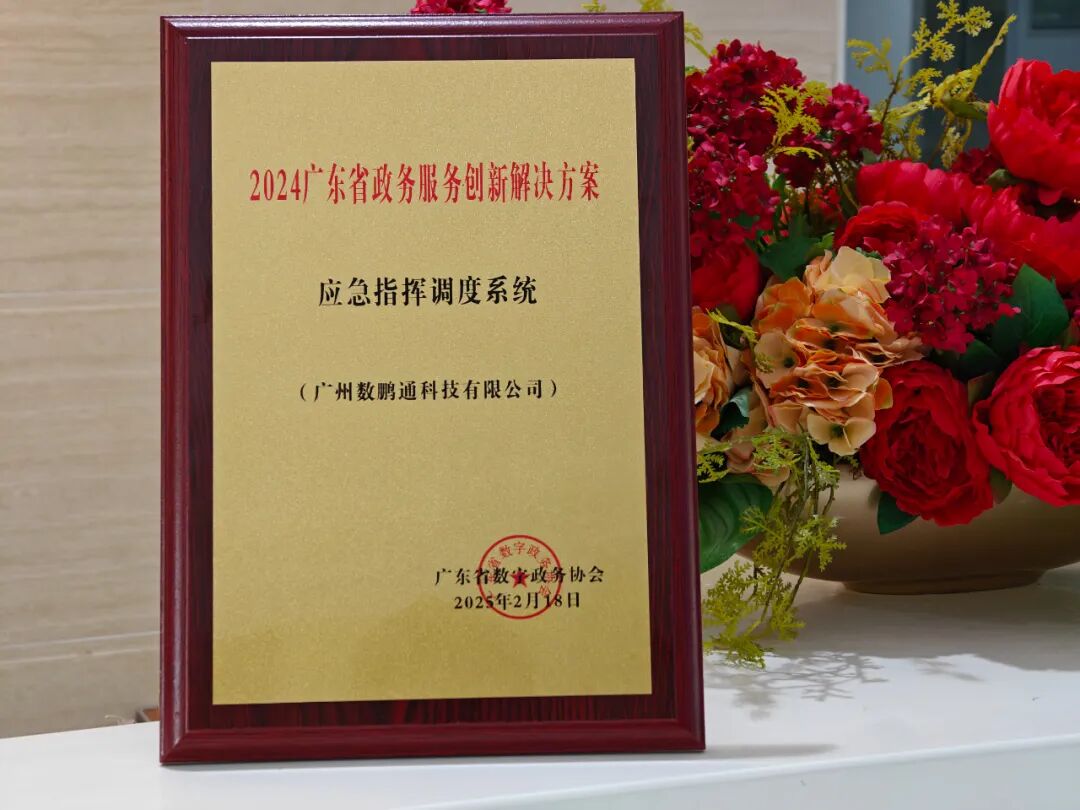 2024广东省政务服务创新解决方案
应急指挥调度系统
（广州数鹏通科技有限公司）
广东省数字政务协会
2025年2月18日